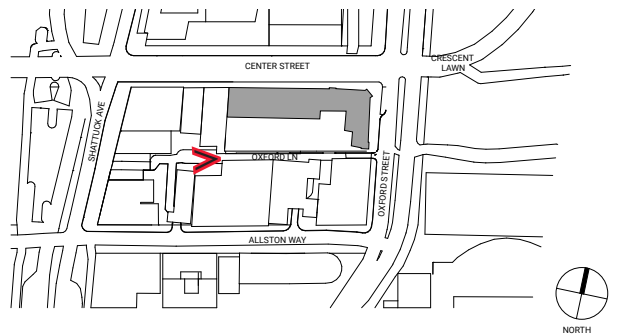 CENTER STREET
CRESCENT
LAWN
SHATTUCK AVE
OXFORD LN
OXFORD STREET
ALLSTON WAY
NORTH